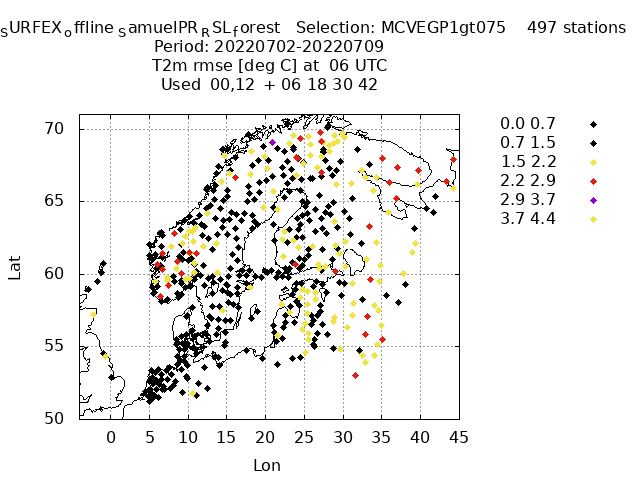 SURFEXoffline SamuelPRRSLforest Selection: MCVEGP1gt075 497 stations
Period: 20220702-20220709
T2m rmse [deg C] at 06 UTC
Used 00,12 + 06 18 30 42
70
65
60
55
50
Lat
0 5 10 15 20 25 30 35 40 45
Lon
0.0 0.7
0.7 1.5
1.5 2.2
2.2 2.9
2.9 3.7
3.7 4.4